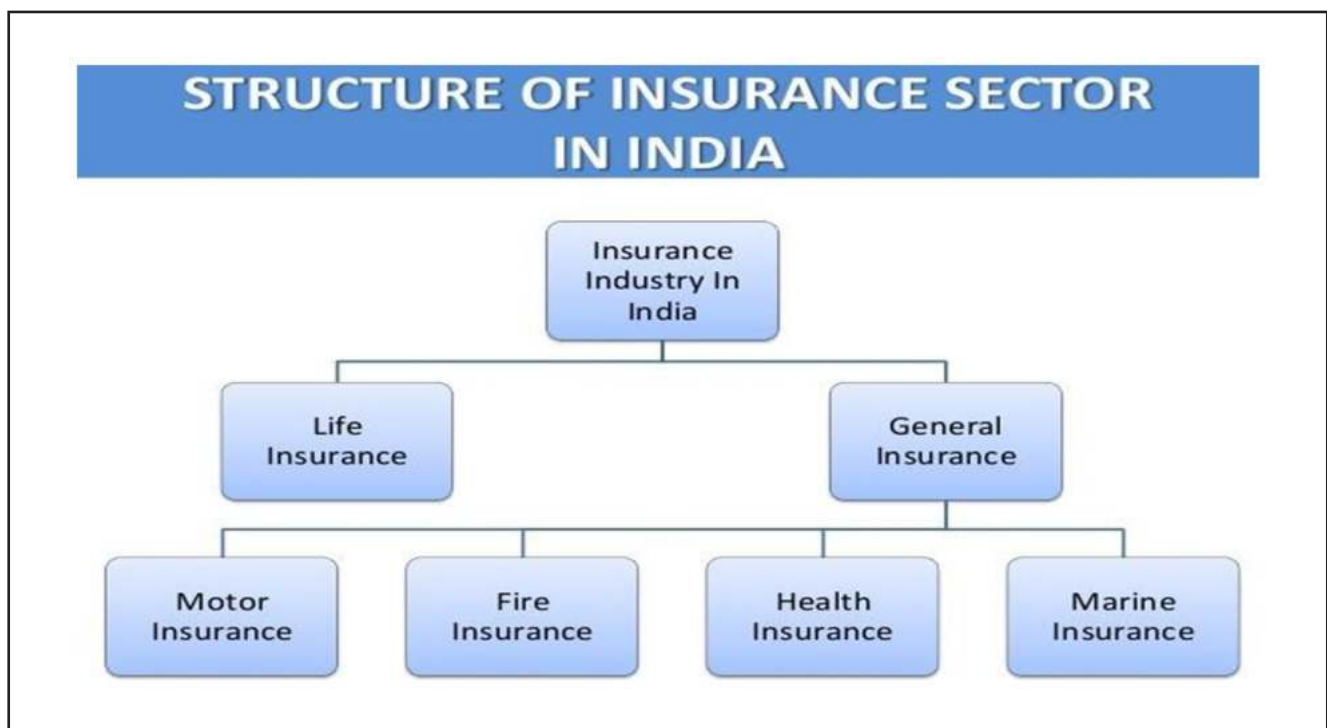 STRUCTURE OF INSURANCE SECTOR
IN INDIA
Insurance
Industry In
India
Life
Insurance
General
Insurance
Motor
Insurance
Fire
Insurance
Health
Insurance
Marine
Insurance